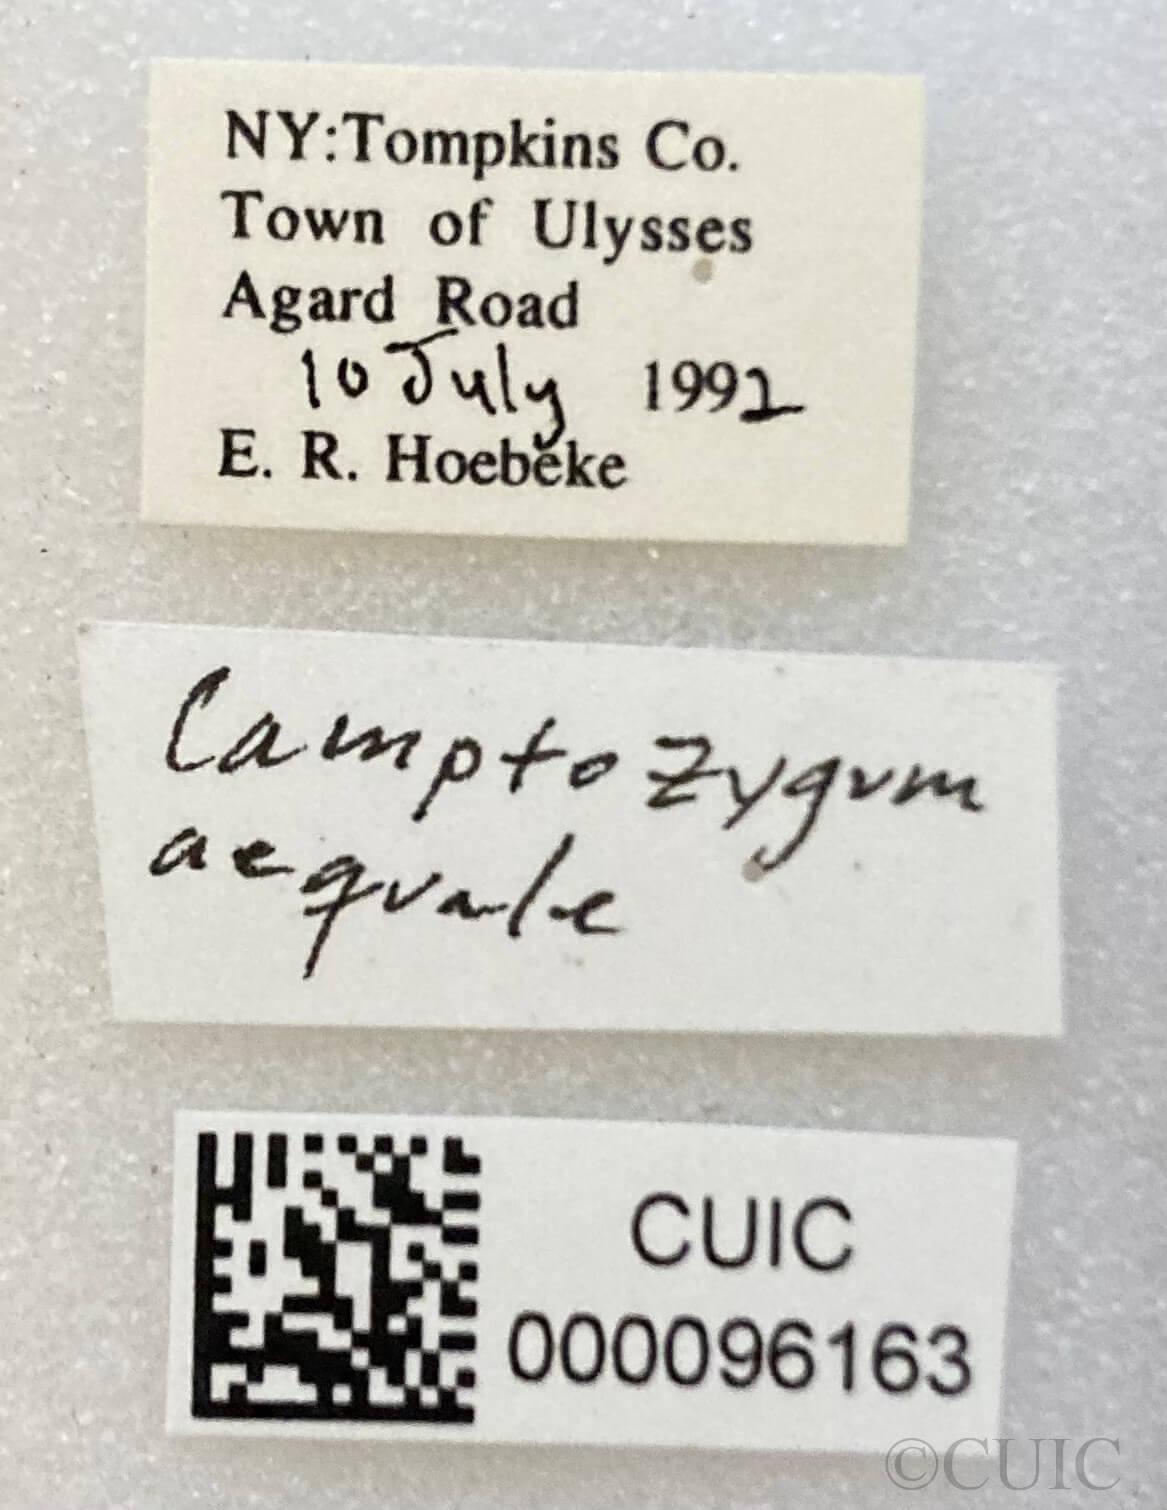 NY:Tompkins Co.
Town of Ulysses
Agard Road
10 July 1992
E. R. Hoebeke
Camptozygum
aequale
CUIC
000096163
©CUIC